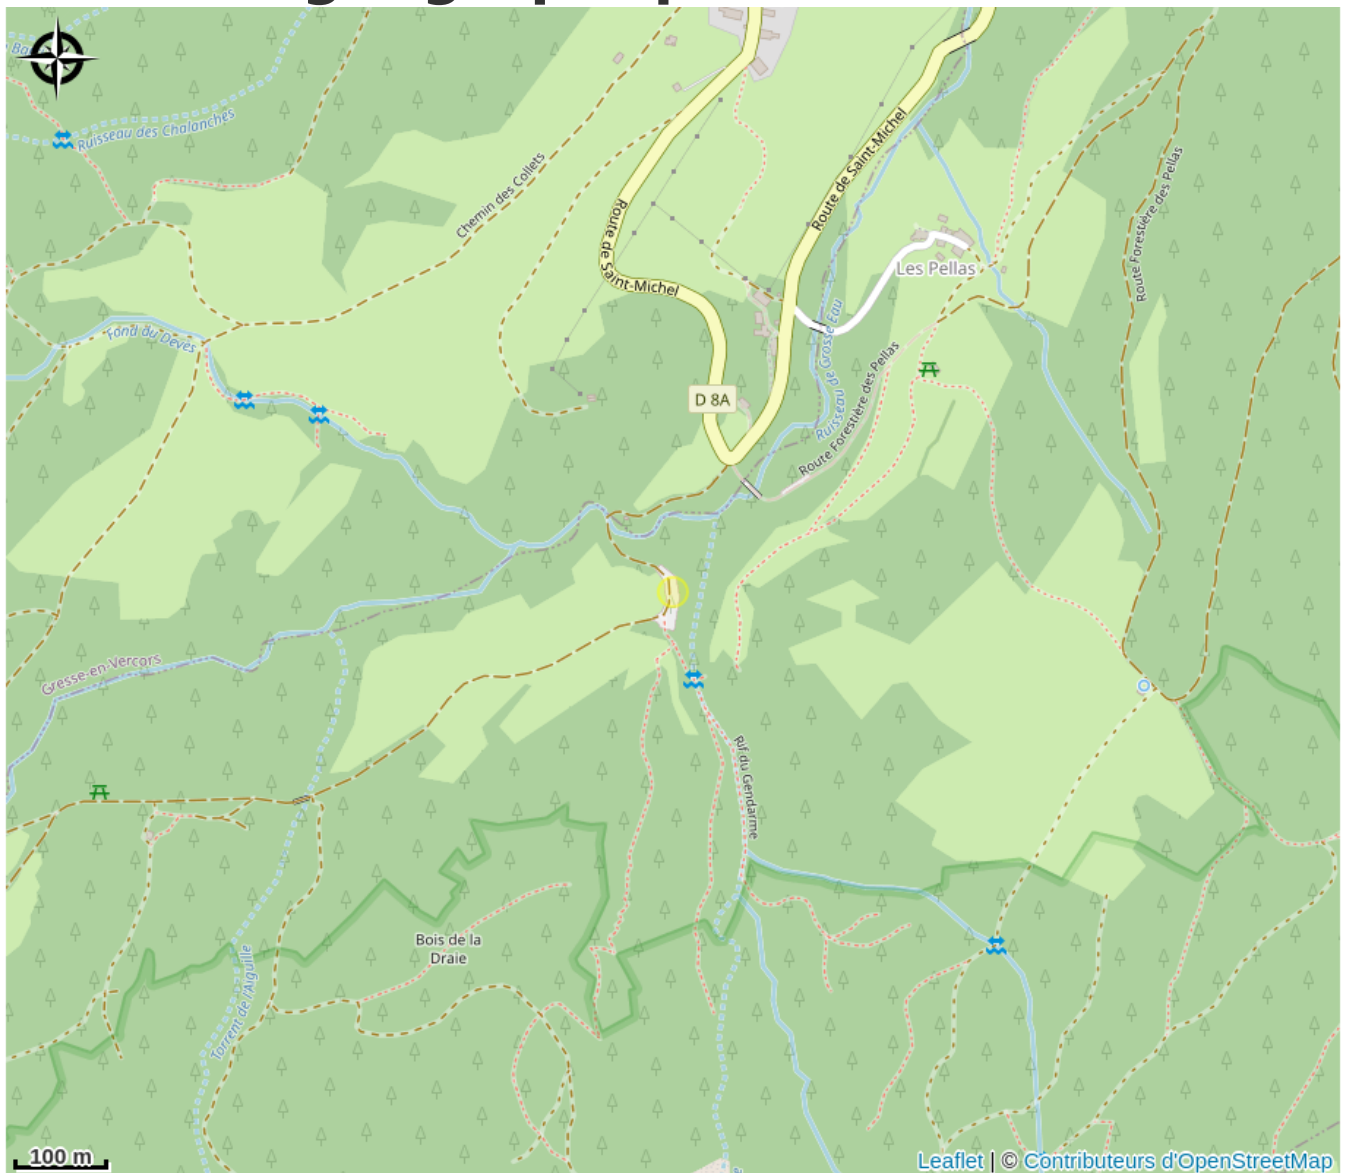 Ruisseau des Chalanches
Chemin des Collets
Route de Saint-Michel
Route de Saint-Michel
Route Forestière des Pellas
Les Pellas
Fond du Devès
Ruisseau de Grosse Eau
Route Forestière des Pellas
D 8A
Gresse-en-Vercors
Rif du Gendarme
Bois de la
Draie
Torrent de l'Aiguille
100 m
Leaflet | © Contributeurs d'OpenStreetMap